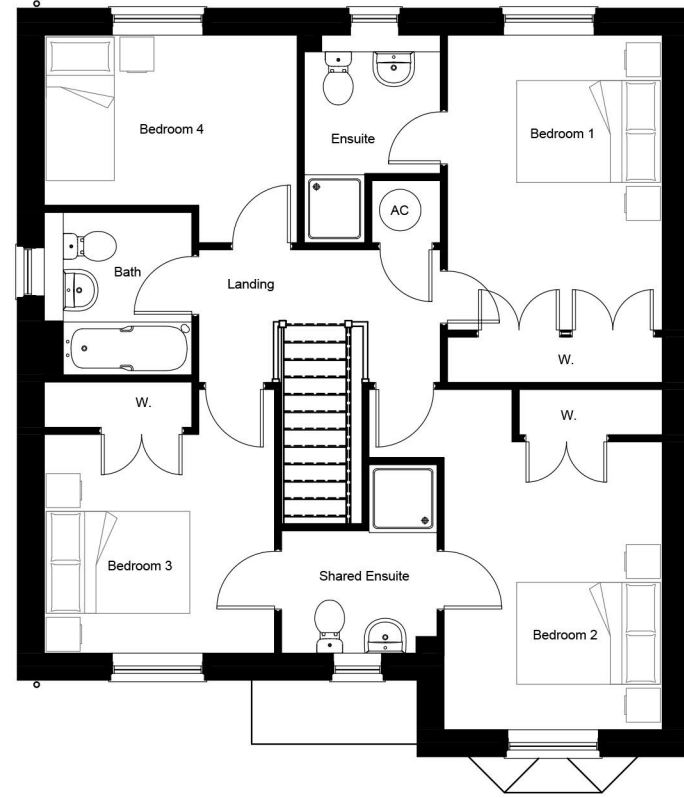 Bedroom 4
Ensuite
Bedroom 1
AC
Bath
Landing
W.
W.
W.
Bedroom 3
Shared Ensuite
Bedroom 2